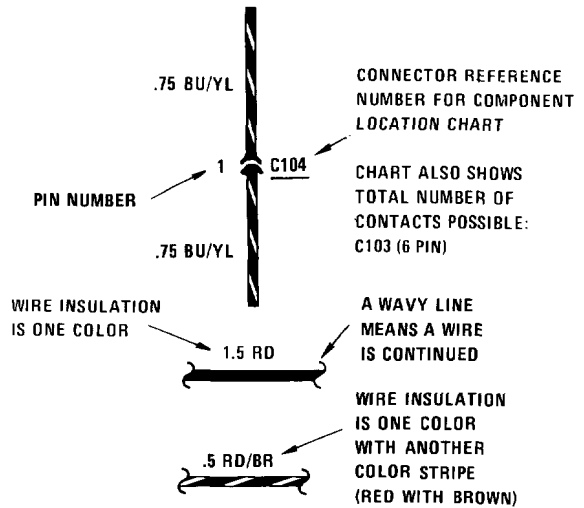 .75 BU/YL
CONNECTOR REFERENCE
NUMBER FOR COMPONENT
LOCATION CHART
1
C104
PIN NUMBER
CHART ALSO SHOWS
TOTAL NUMBER OF
CONTACTS POSSIBLE:
C103 (6 PIN)
.75 BU/YL
WIRE INSULATION
IS ONE COLOR
A WAVY LINE
MEANS A WIRE
IS CONTINUED
1.5 RD
WIRE INSULATION
IS ONE COLOR
WITH ANOTHER
COLOR STRIPE
(RED WITH BROWN)
.5 RD/BR